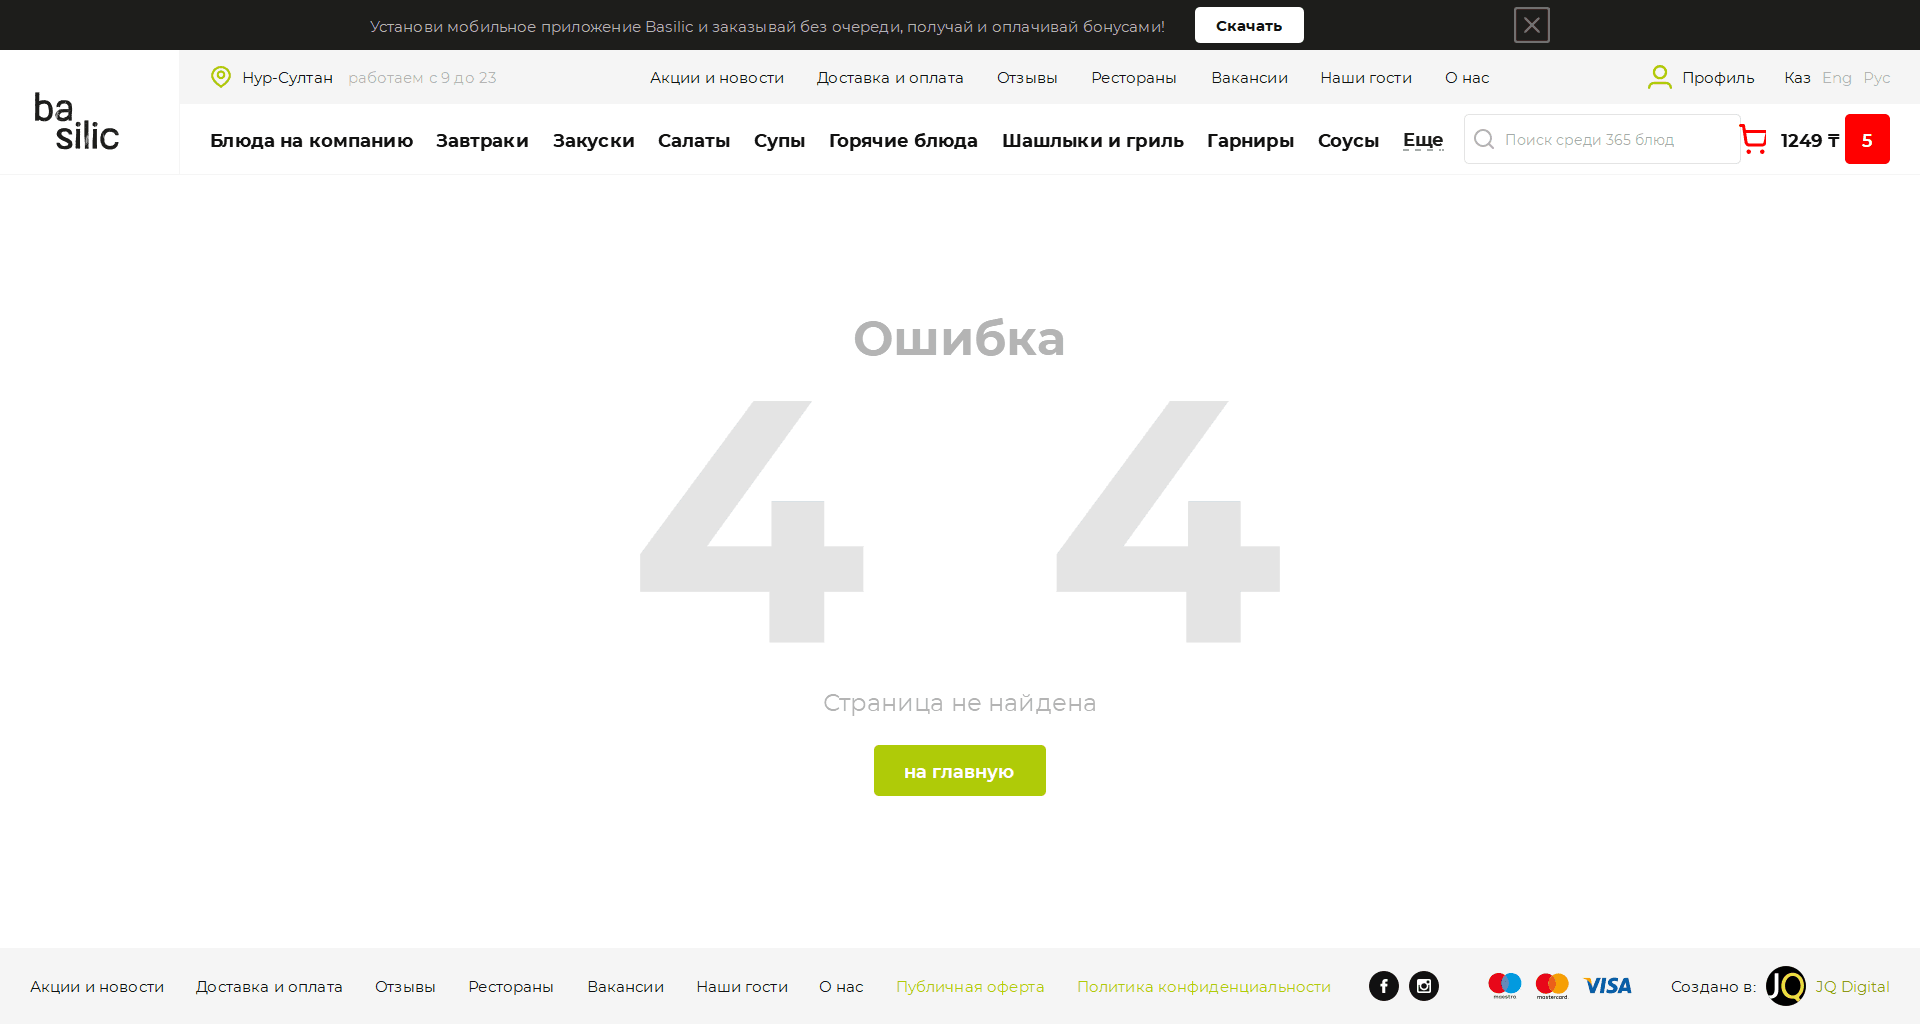 Установи мобильное приложение Basilic и заказывай без очереди, получай и оплачивай бонусами!
Скачать
ba
silic
Нур-Султан работаем с 9 до 23
Акции и новости Доставка и оплата Отзывы Рестораны Вакансии Наши гости О нас
Профиль Каз Eng Рус
Блюда на компанию Завтраки Закуски Салаты Супы Горячие блюда Шашлыки и гриль Гарниры Соусы Еще
Поиск среди 365 блюд
1249 ₸ 5
Ошибка
4 4
Страница не найдена
на главную
Акции и новости Доставка и оплата Отзывы Рестораны Вакансии Наши гости О нас Публичная оферта Политика конфиденциальности
maestro mastercard VISA
Создано в: JQ JQ Digital